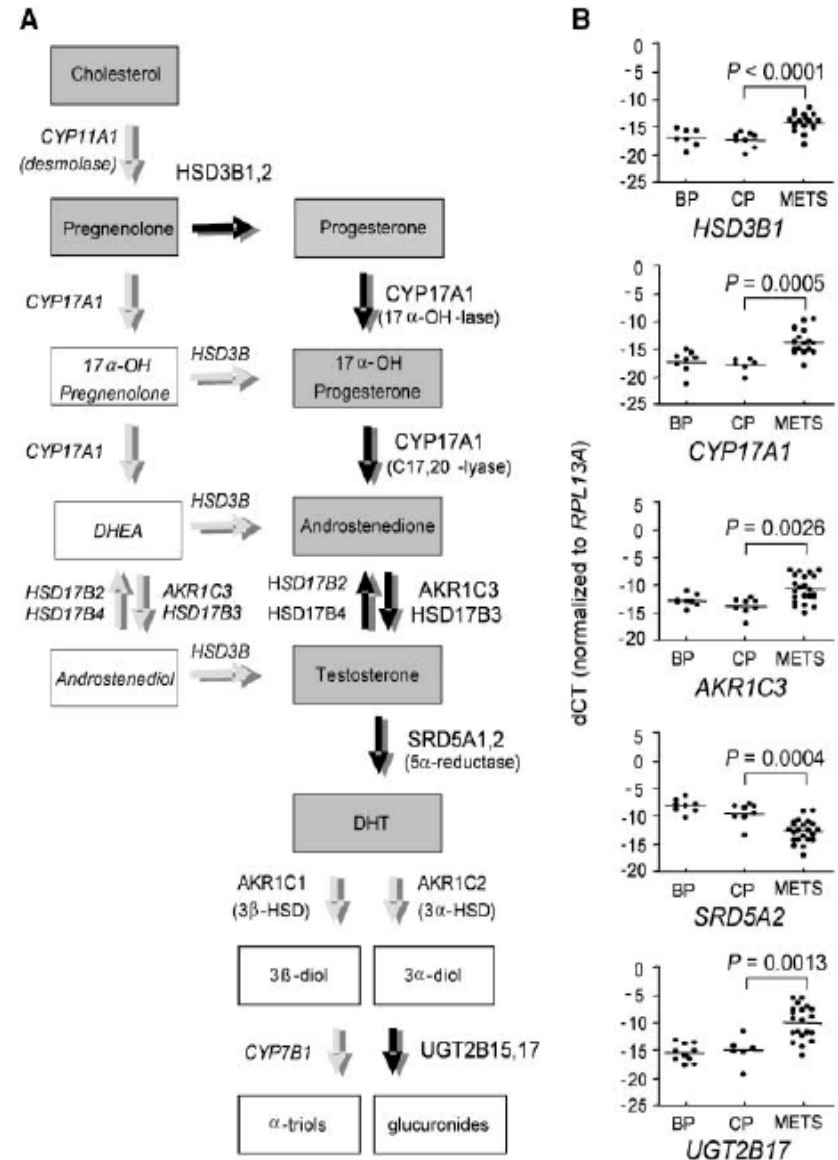 A
Cholesterol
CYP11A1
(desmolase)
HSD3B1,2
Pregnenolone
Progesterone
CYP17A1
CYP17A1
(17 α-OH -lase)
17 α-OH
Pregnenolone
HSD3B
17 α-OH
Progesterone
CYP17A1
CYP17A1
(C17,20 -lyase)
DHEA
HSD3B
Androstenedione
HSD17B2
HSD17B4
AKR1C3
HSD17B3
HSD17B2
HSD17B4
AKR1C3
HSD17B3
Androstenediol
HSD3B
Testosterone
SRD5A1,2
(5α-reductase)
DHT
AKR1C1
(3β-HSD)
AKR1C2
(3α-HSD)
3ß-diol
3α-diol
CYP7B1
UGT2B15,17
α-triols
glucuronides
B
dCT (normalized to RPL13A)
0
-5
-10
-15
-20
-25
P < 0.0001
BP CP METS
HSD3B1
0
-5
-10
-15
-20
-25
P = 0.0005
BP CP METS
CYP17A1
5
0
-5
-10
-15
-20
P = 0.0026
BP CP METS
AKR1C3
5
0
-5
-10
-15
-20
P = 0.0004
BP CP METS
SRD5A2
0
-5
-10
-15
-20
-25
P = 0.0013
BP CP METS
UGT2B17